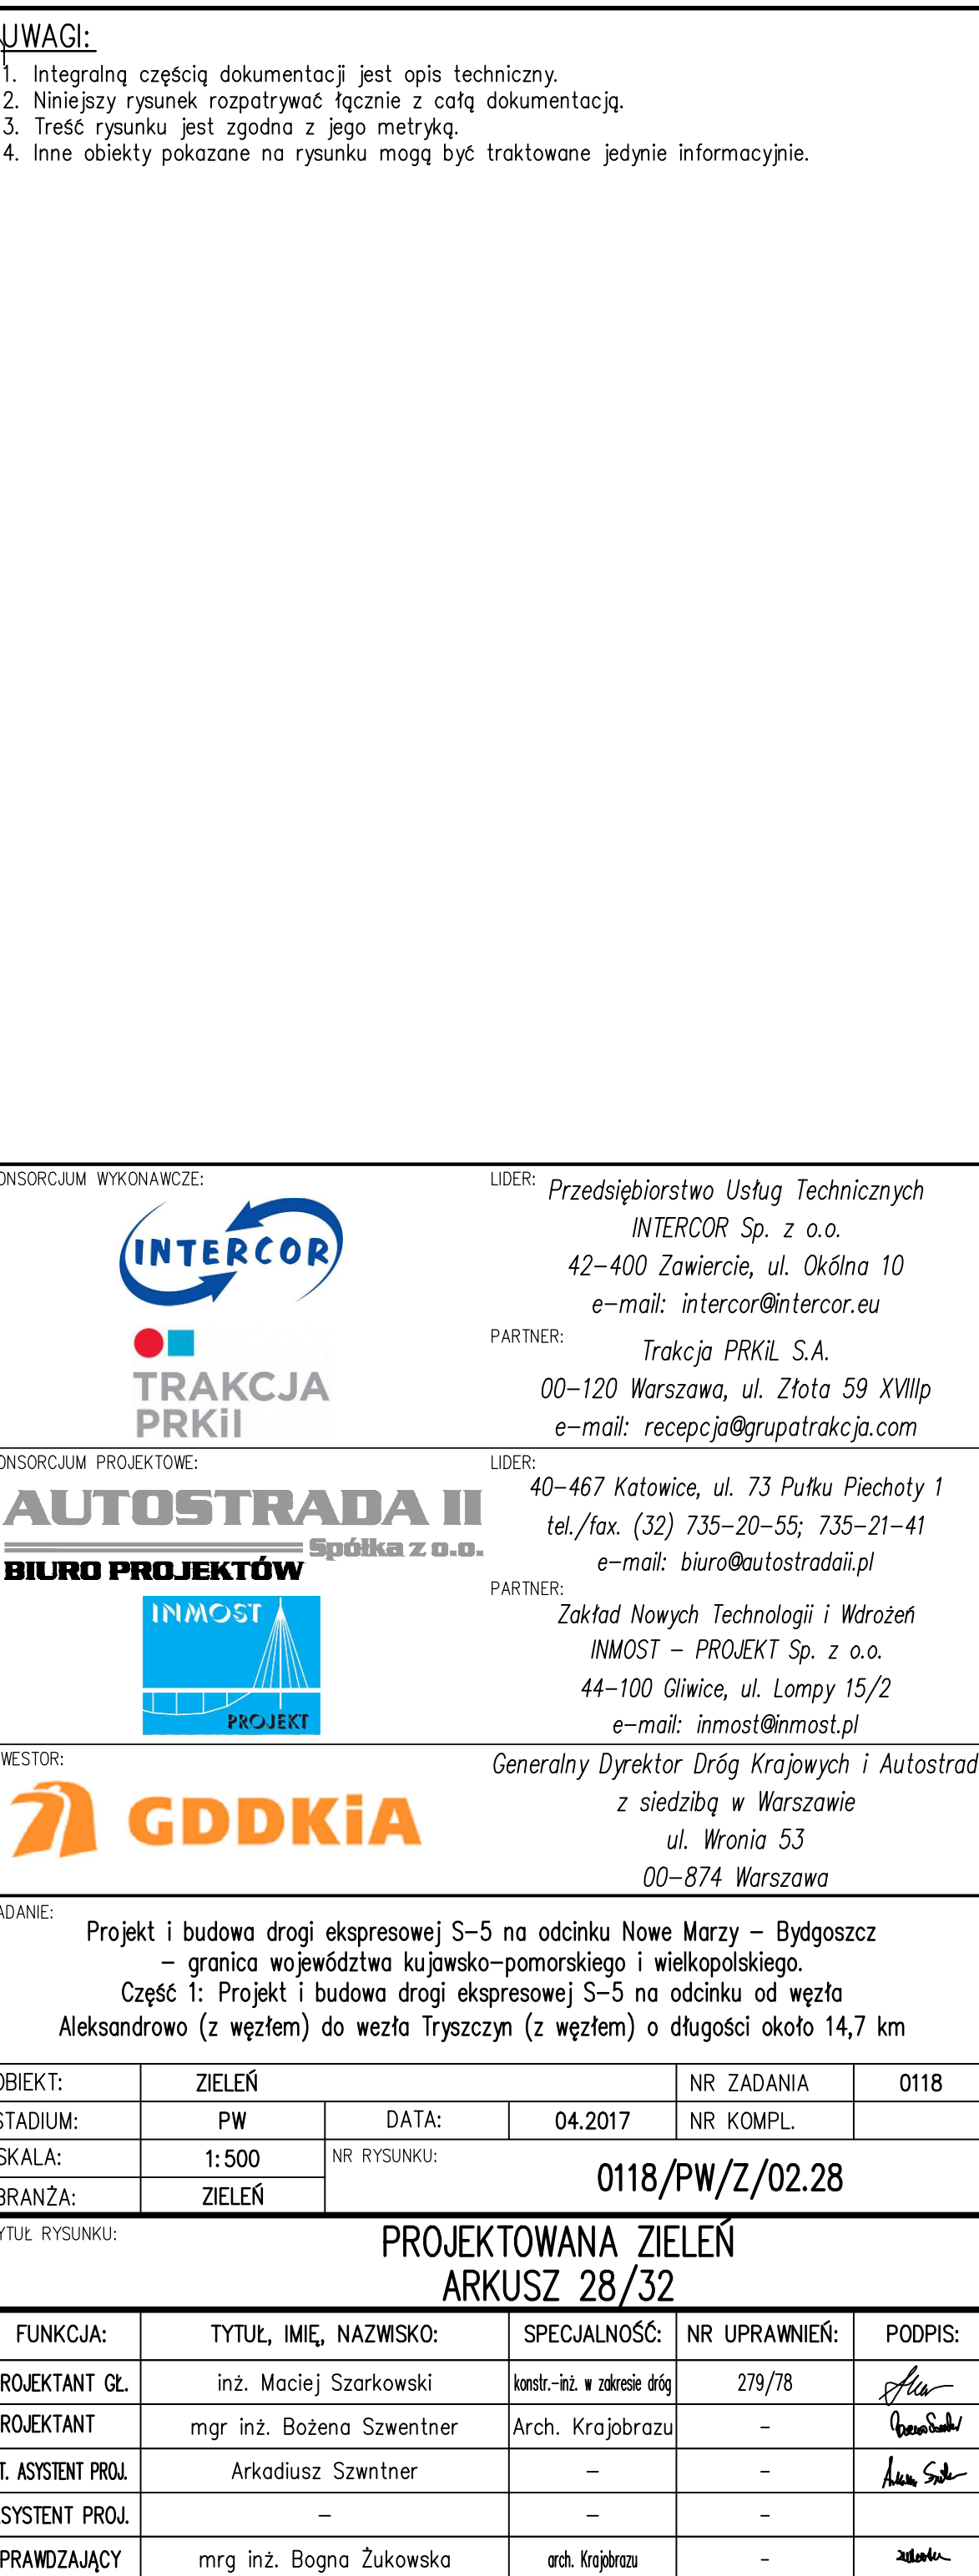 UWAGI:
1. Integralną częścią dokumentacji jest opis techniczny.
2. Niniejszy rysunek rozpatrywać łącznie z całą dokumentacją.
3. Treść rysunku jest zgodna z jego metryką.
4. Inne obiekty pokazane na rysunku mogą być traktowane jedynie informacyjnie.
ONSORCJUM WYKONAWCZE:
INTERCOR
TRAKCJA
PRKiI
LIDER: Przedsiębiorstwo Usług Technicznych
INTERCOR Sp. z o.o.
42-400 Zawiercie, ul. Okólna 10
e-mail: intercor@intercor.eu
PARTNER: Trakcja PRKiL S.A.
00-120 Warszawa, ul. Złota 59 XVIIIp
e-mail: recepcja@grupatrakcja.com
ONSORCJUM PROJEKTOWE:
AUTOSTRADA II
Spółka z o.o.
BIURO PROJEKTÓW
INMOST
PROJEKT
LIDER:
40-467 Katowice, ul. 73 Pułku Piechoty 1
tel./fax. (32) 735-20-55; 735-21-41
e-mail: biuro@autostradaii.pl
PARTNER:
Zakład Nowych Technologii i Wdrożeń
INMOST - PROJEKT Sp. z o.o.
44-100 Gliwice, ul. Lompy 15/2
e-mail: inmost@inmost.pl
WESTOR:
GDDKiA
Generalny Dyrektor Dróg Krajowych i Autostrad
z siedzibą w Warszawie
ul. Wronia 53
00-874 Warszawa
ADANIE:
Projekt i budowa drogi ekspresowej S-5 na odcinku Nowe Marzy - Bydgoszcz
- granica województwa kujawsko-pomorskiego i wielkopolskiego.
Część 1: Projekt i budowa drogi ekspresowej S-5 na odcinku od węzła
Aleksandrowo (z węzłem) do wezła Tryszczyn (z węzłem) o długości około 14,7 km
OBIEKT: ZIELEŃ NR ZADANIA 0118
STADIUM: PW DATA: 04.2017 NR KOMPL.
SKALA: 1:500 NR RYSUNKU: 0118/PW/Z/02.28
BRANŻA: ZIELEŃ
YTUŁ RYSUNKU: PROJEKTOWANA ZIELEŃ
ARKUSZ 28/32
FUNKCJA: TYTUŁ, IMIĘ, NAZWISKO: SPECJALNOŚĆ: NR UPRAWNIEŃ: PODPIS:
ROJEKTANT GŁ. inż. Maciej Szarkowski konstr.-inż. w zakresie dróg 279/78
ROJEKTANT mgr inż. Bożena Szwentner Arch. Krajobrazu -
T. ASYSTENT PROJ. Arkadiusz Szwntner - -
SYSTENT PROJ. - - -
PRAWDZAJĄCY mrg inż. Bogna Żukowska arch. Krajobrazu -